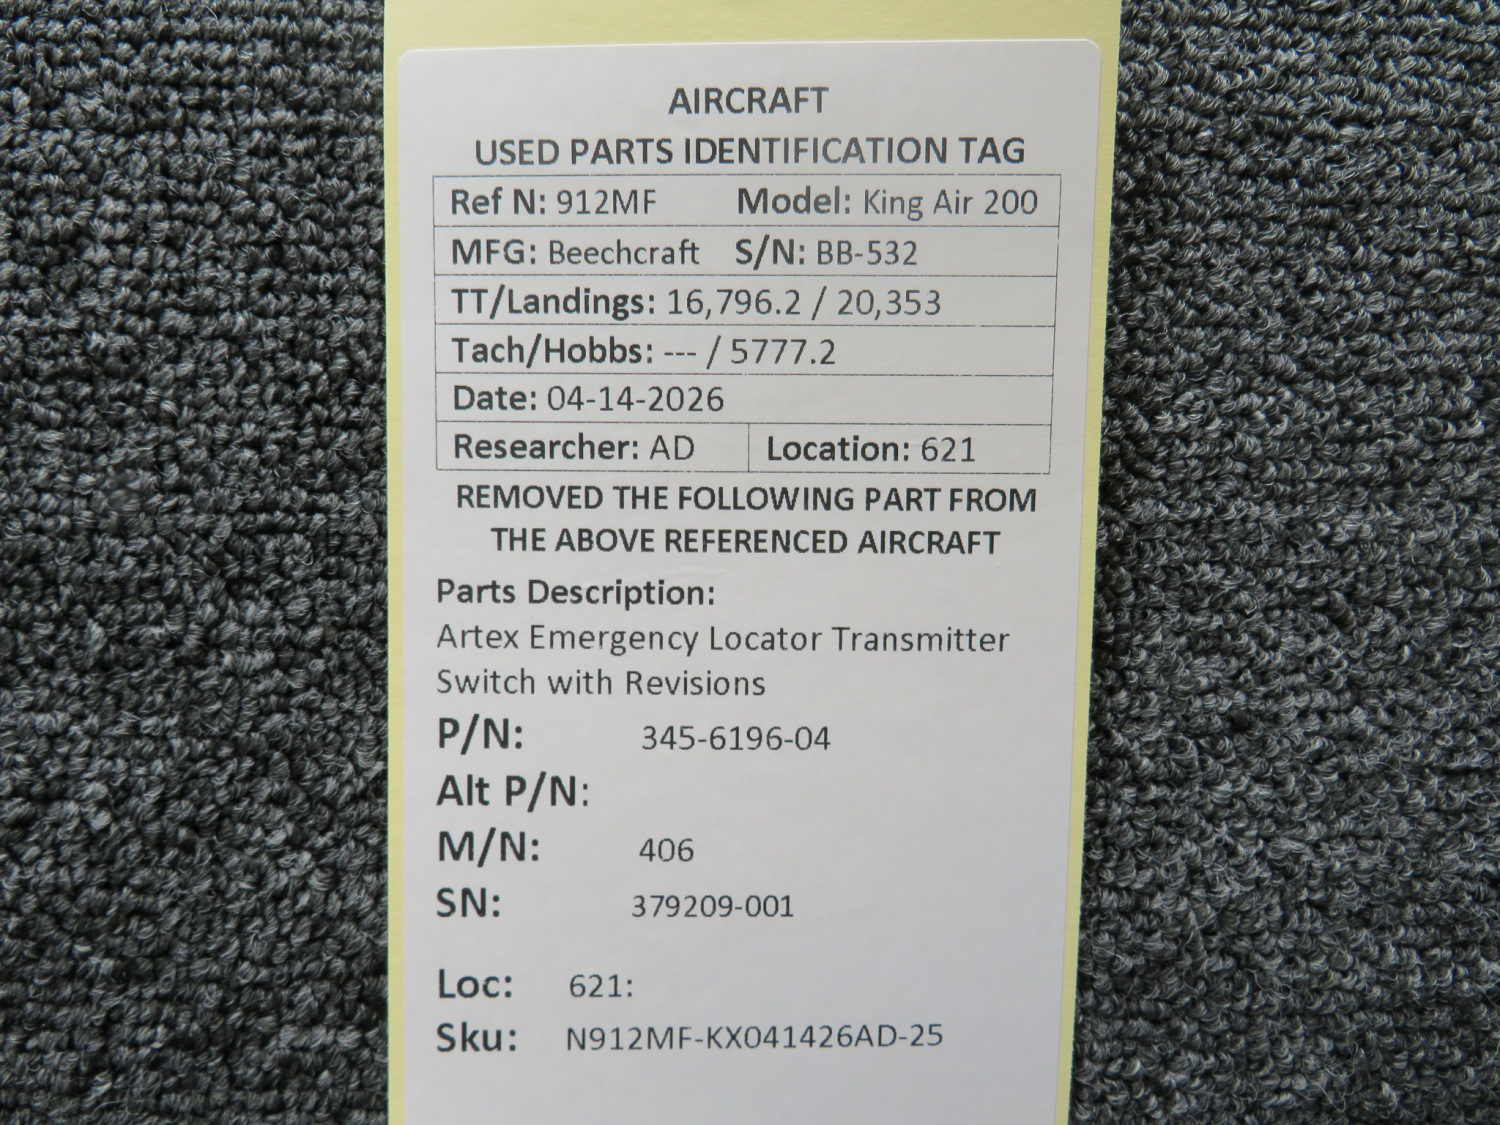 AIRCRAFT
USED PARTS IDENTIFICATION TAG
Ref N: 912MF Model: King Air 200
MFG: Beechcraft S/N: BB-532
TT/Landings: 16,796.2 / 20,353
Tach/Hobbs: --- / 5777.2
Date: 04-14-2026
Researcher: AD Location: 621
REMOVED THE FOLLOWING PART FROM
THE ABOVE REFERENCED AIRCRAFT
Parts Description:
Artex Emergency Locator Transmitter
Switch with Revisions
P/N: 345-6196-04
Alt P/N:
M/N: 406
SN: 379209-001
Loc: 621:
Sku: N912MF-KX041426AD-25